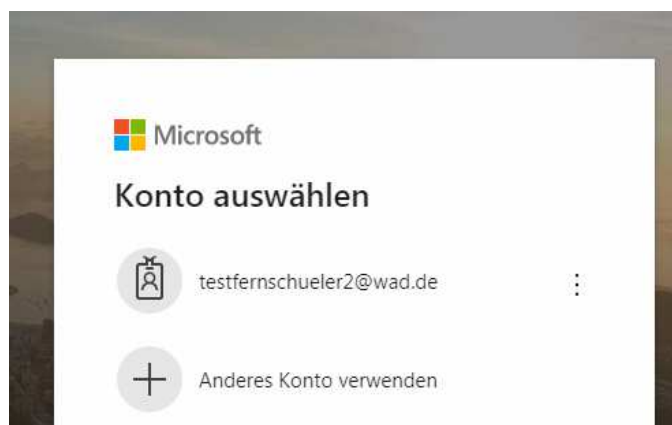 Microsoft
Konto auswählen
testfernschueler2@wad.de
Anderes Konto verwenden